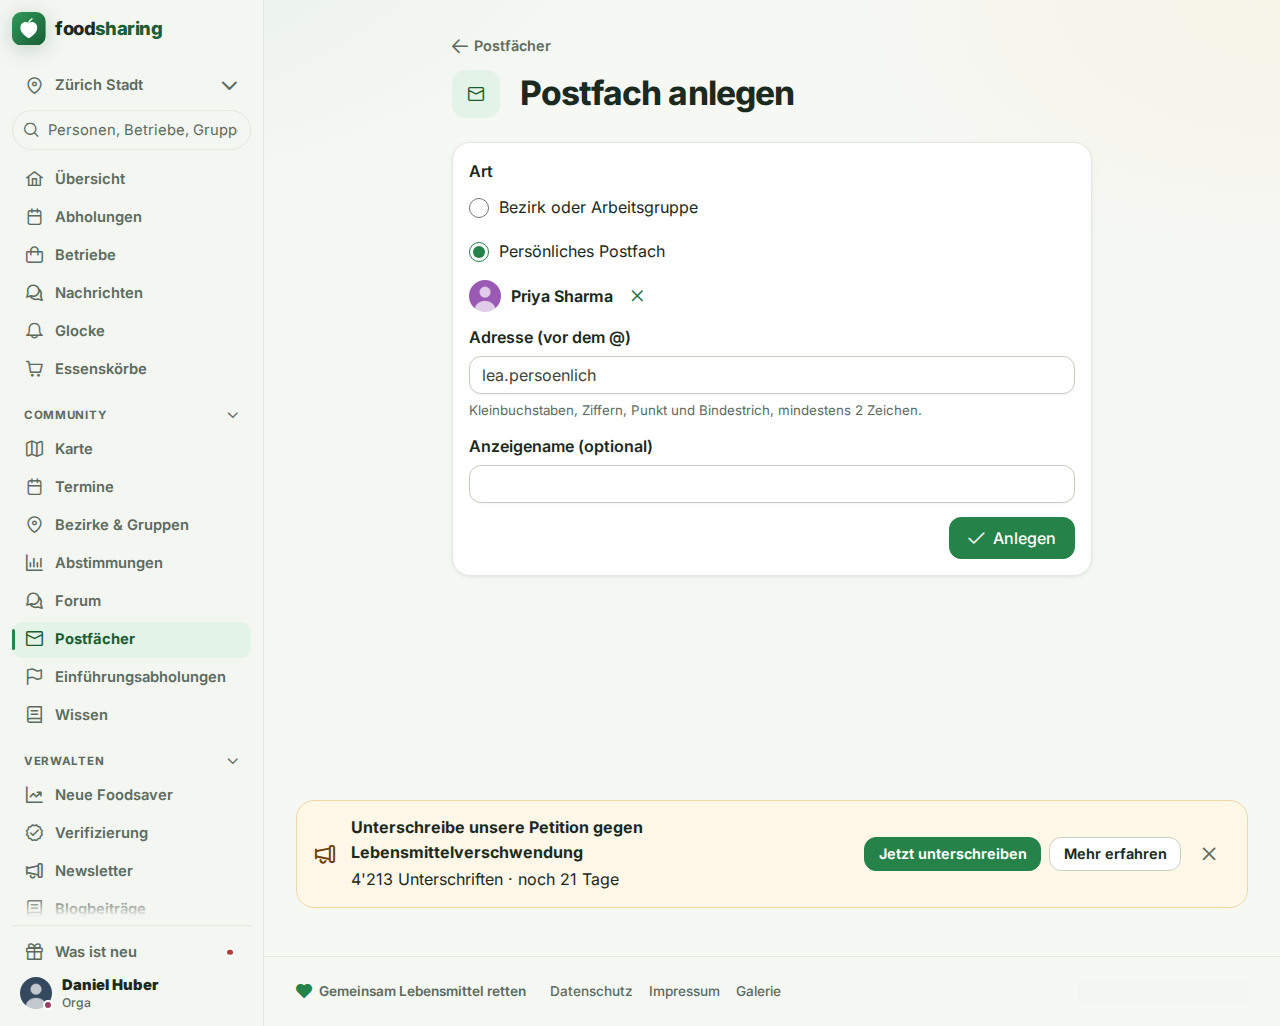 foodsharing
Zürich Stadt
Personen, Betriebe, Grupp
Übersicht
Abholungen
Betriebe
Nachrichten
Glocke
Essenskörbe
COMMUNITY
Karte
Termine
Bezirke & Gruppen
Abstimmungen
Forum
Postfächer
Einführungsabholungen
Wissen
VERWALTEN
Neue Foodsaver
Verifizierung
Newsletter
Blogbeiträge
Was ist neu
Daniel Huber
Orga
Postfächer
Postfach anlegen
Art
Bezirk oder Arbeitsgruppe
Persönliches Postfach
Priya Sharma
Adresse (vor dem @)
lea.persoenlich
Kleinbuchstaben, Ziffern, Punkt und Bindestrich, mindestens 2 Zeichen.
Anzeigename (optional)
Anlegen
Unterschreibe unsere Petition gegen
Lebensmittelverschwendung
4'213 Unterschriften · noch 21 Tage
Jetzt unterschreiben
Mehr erfahren
Gemeinsam Lebensmittel retten
Datenschutz
Impressum
Galerie